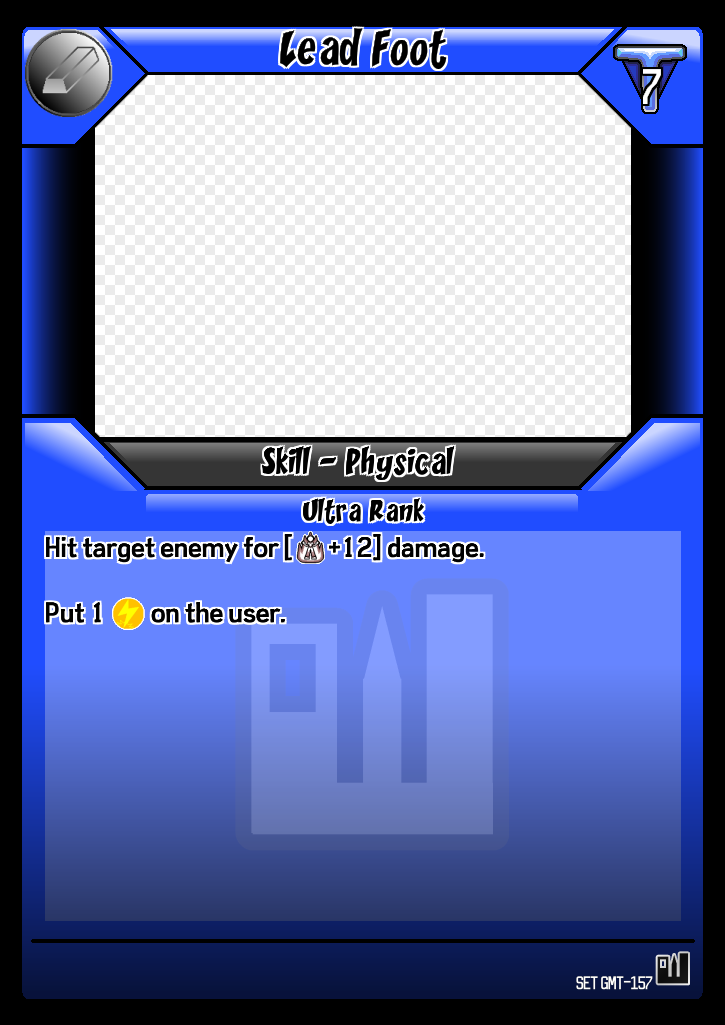 Lead Foot
7
Skill - Physical
Ultra Rank
Hit target enemy for [ +12] damage.
Put 1 on the user.
SET GMT-157